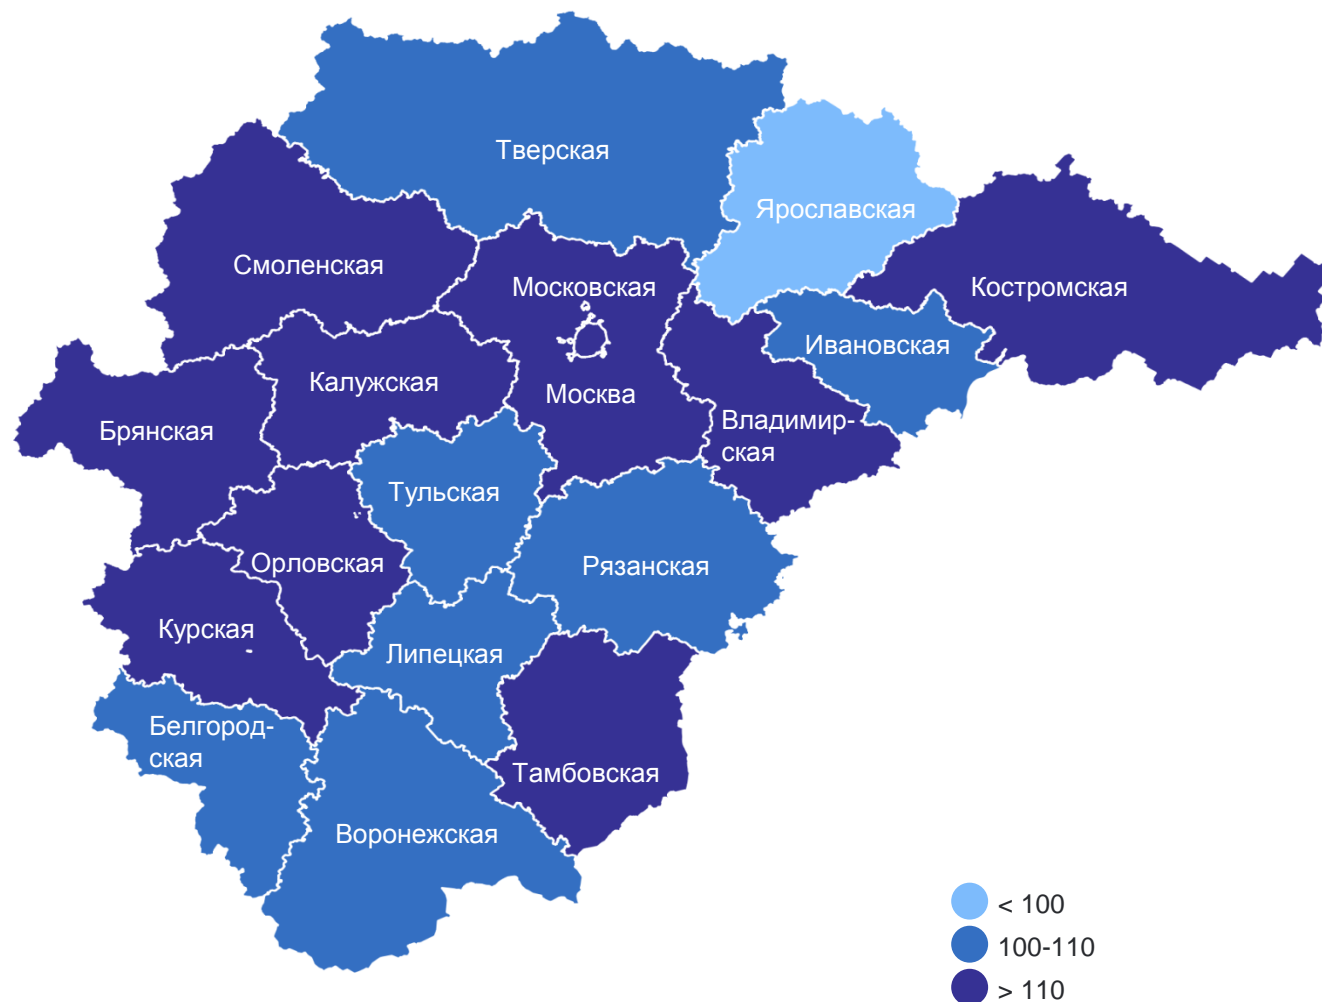 Тверская
Ярославская
Смоленская
Московская
Костромская
Ивановская
Калужская
Москва
Брянская
Владимир-
ская
Тульская
Орловская
Рязанская
Курская
Липецкая
Белгород-
ская
Тамбовская
Воронежская
< 100
100-110
> 110